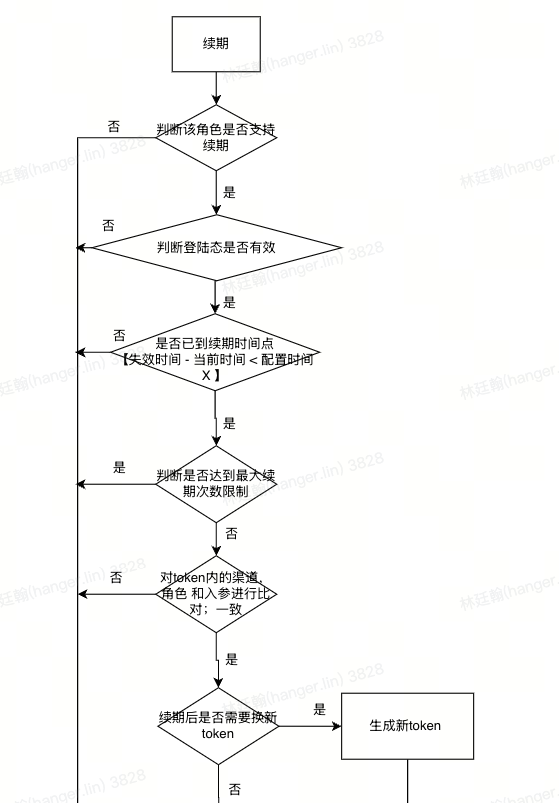 续期
林廷翰(hanger.lin) 3828
判断该角色是否支持
续期
否
林廷翰(hanger.lin) 3828
林廷翰(hanger.
是
否
判断登陆态是否有效
林廷翰(hanger.lin) 3828
是
否
是否已到续期时间点
【失效时间 - 当前时间 < 配置时间
X 】
林廷翰(hanger.lin) 3828
林廷翰(hanger.
是
是
判断是否达到最大续
期次数限制
林廷翰(hanger.lin) 3828
否
否
对token内的渠道，
角色 和入参进行比
对；一致
林廷翰(hanger.lin) 3828
林廷翰(hanger.
是
林廷翰(hanger.lin) 3828
续期后是否需要换新
token
是
生成新token
否
林廷翰(hanger.lin) 3828
林廷翰(hanger.